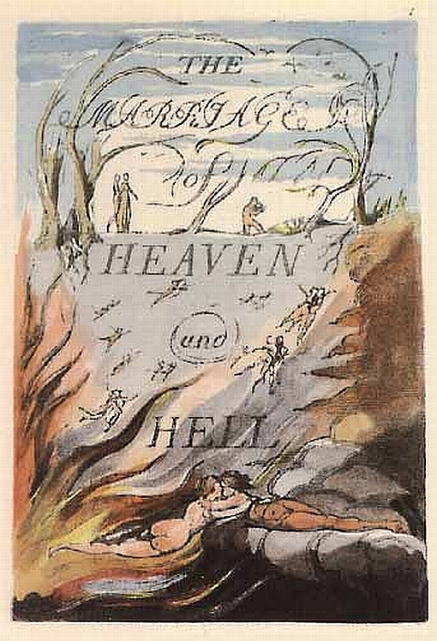 THE
MARRIAGE
of
HEAVEN
and
HELL